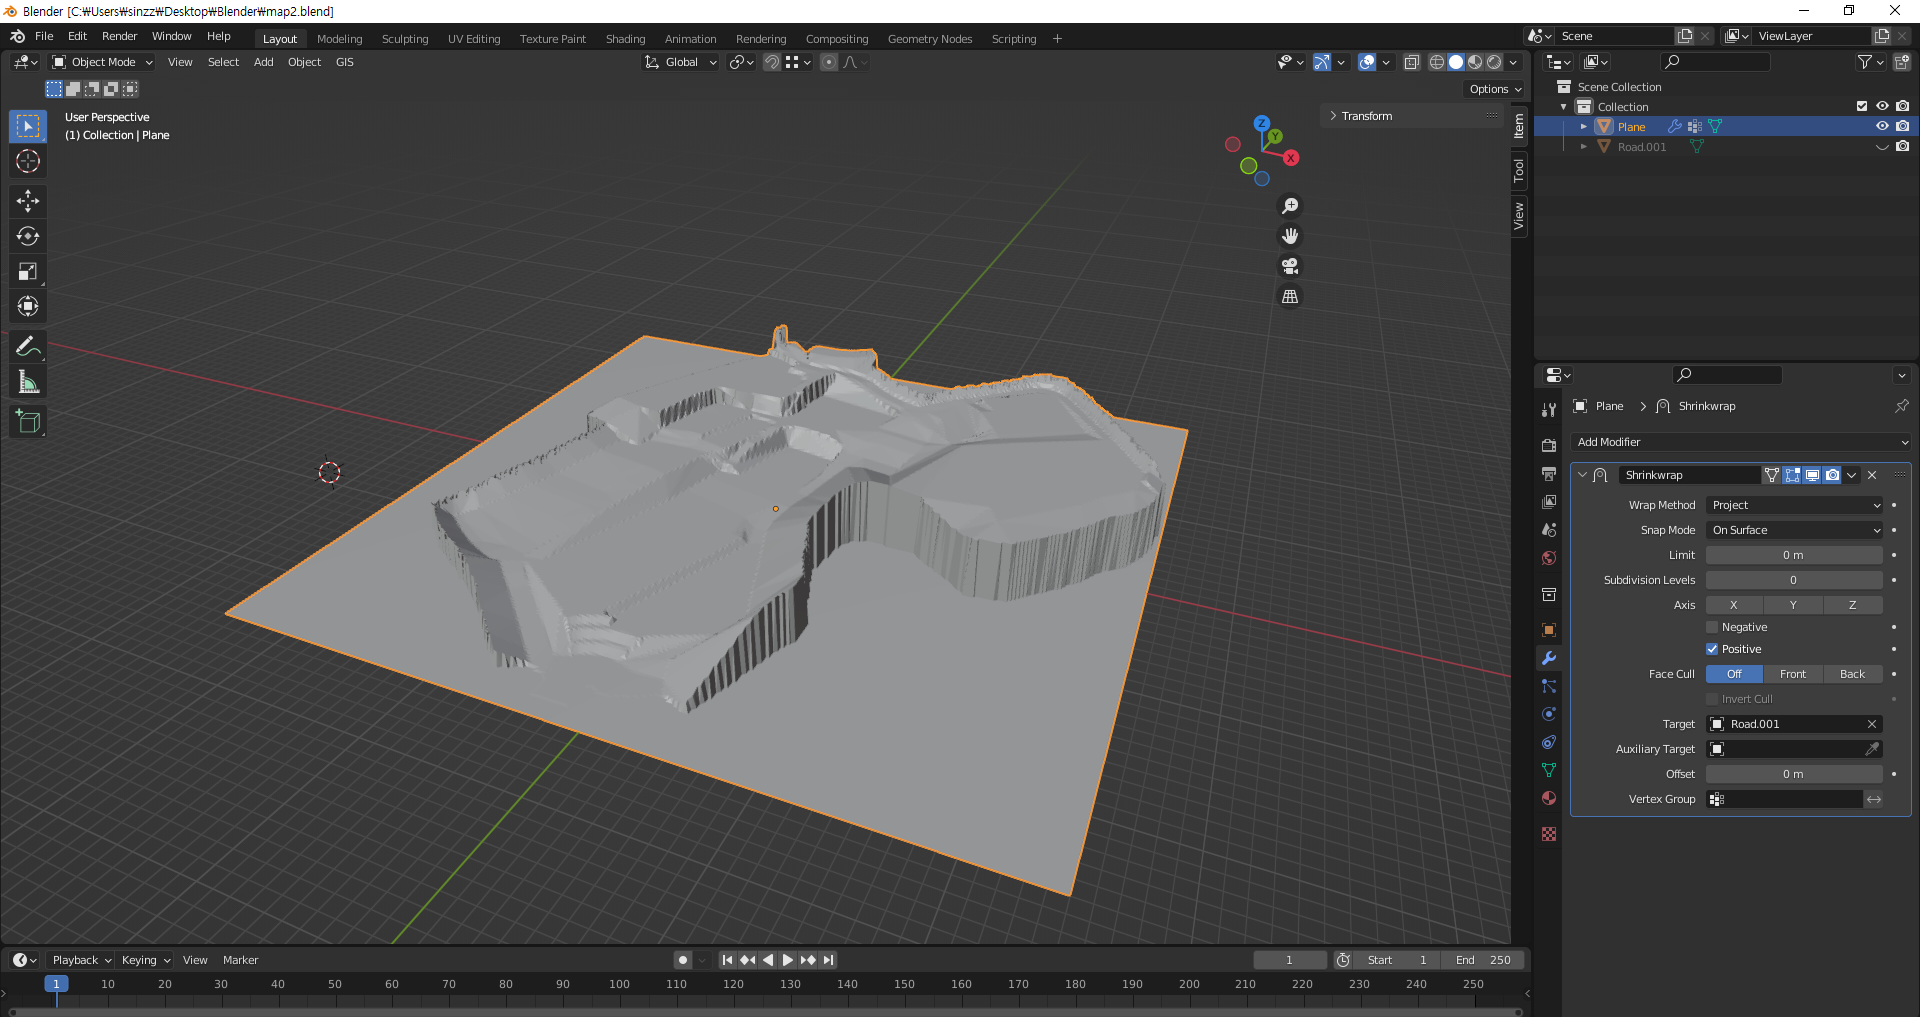 Blender [C:₩Users₩sinzz₩Desktop₩Blender₩map2.blend]
File Edit Render Window Help
Layout Modeling Sculpting UV Editing Texture Paint Shading Animation Rendering Compositing Geometry Nodes Scripting +
Scene
ViewLayer
Object Mode View Select Add Object GIS
Global
Options
User Perspective
(1) Collection | Plane
Transform
Item
Tool
View
Z
Y
X
Scene Collection
Collection
Plane
Road.001
Plane > Shrinkwrap
Add Modifier
Shrinkwrap
Wrap Method Project
Snap Mode On Surface
Limit 0 m
Subdivision Levels 0
Axis X Y Z
Negative
Positive
Face Cull Off Front Back
Invert Cull
Target Road.001
Auxiliary Target
Offset 0 m
Vertex Group
Playback Keying View Marker
1 Start 1 End 250
1 10 20 30 40 50 60 70 80 90 100 110 120 130 140 150 160 170 180 190 200 210 220 230 240 250